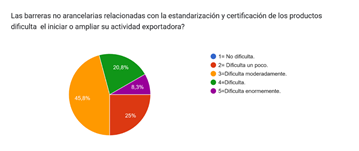 Las barreras no arancelarias relacionadas con la estandarización y certificación de los productos
dificulta el iniciar o ampliar su actividad exportadora?
1= No dificulta.
2= Dificulta un poco.
3=Dificulta moderadamente.
4=Dificulta.
5=Dificulta enormemente.
20,8%
8,3%
45,8%
25%